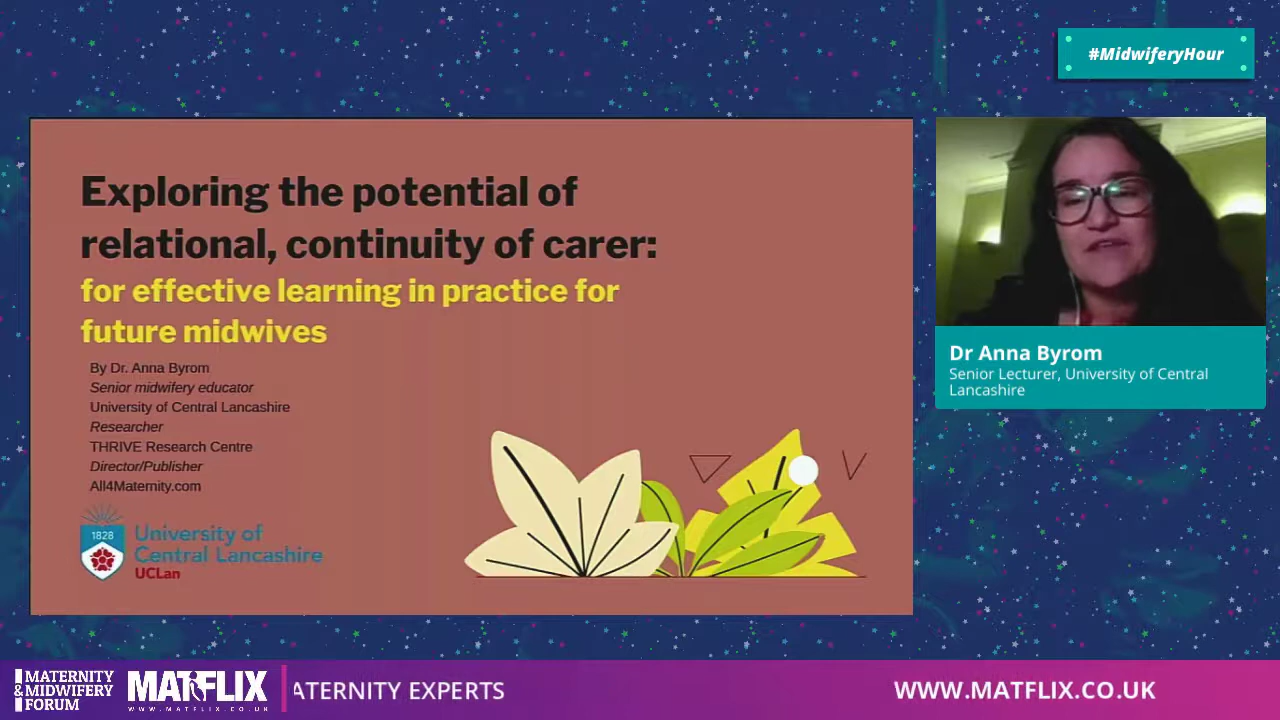 #MidwiferyHour
Exploring the potential of
relational, continuity of carer:
for effective learning in practice for
future midwives
By Dr. Anna Byrom
Senior midwifery educator
University of Central Lancashire
Researcher
THRIVE Research Centre
Director/Publisher
All4Maternity.com
1828
University of
Central Lancashire
UCLan
Dr Anna Byrom
Senior Lecturer, University of Central
Lancashire
MATERNITY
&MIDWIFERY
FORUM
MATFLIX
WWW.MATFLIX.CO.UK
ATERNITY EXPERTS
WWW.MATFLIX.CO.UK